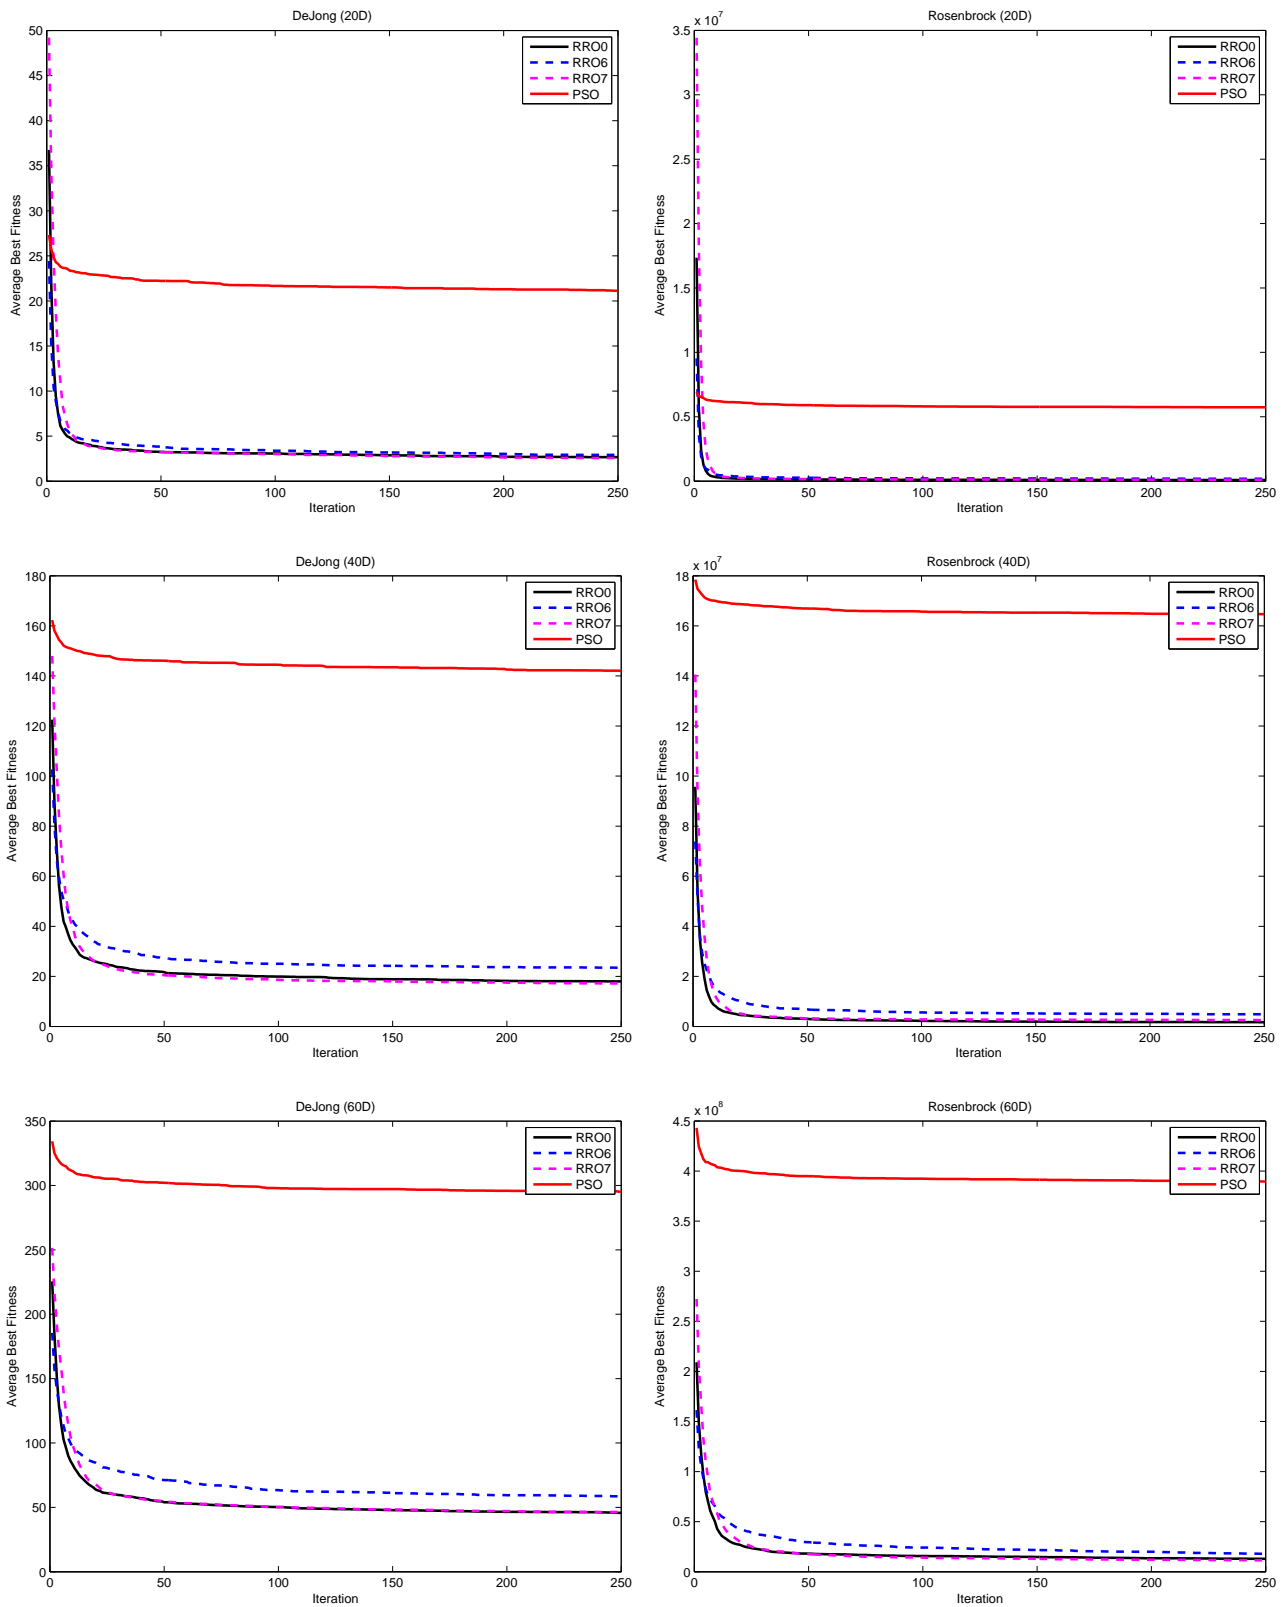 DeJong (20D)
50
45
40
35
30
25
20
15
10
5
0
0 50 100 150 200 250
Average Best Fitness
Iteration
RRO0
RRO6
RRO7
PSO
Rosenbrock (20D)
x 10^7
3.5
3
3.5
2
2.5
1
1.5
0.5
0
0 50 100 150 200 250
Average Best Fitness
Iteration
RRO0
RRO6
RRO7
PSO
DeJong (40D)
180
160
140
120
100
80
60
40
20
0
0 50 100 150 200 250
Average Best Fitness
Iteration
RRO0
RRO6
RRO7
PSO
Rosenbrock (40D)
x 10^7
18
16
14
12
10
8
6
4
2
0
0 50 100 150 200 250
Average Best Fitness
Iteration
RRO0
RRO6
RRO7
PSO
DeJong (60D)
350
300
250
200
150
100
50
0
0 50 100 150 200 250
Average Best Fitness
Iteration
RRO0
RRO6
RRO7
PSO
Rosenbrock (60D)
x 10^8
4.5
4
3.5
3
2.5
2
1.5
1
0.5
0
0 50 100 150 200 250
Average Best Fitness
Iteration
RRO0
RRO6
RRO7
PSO